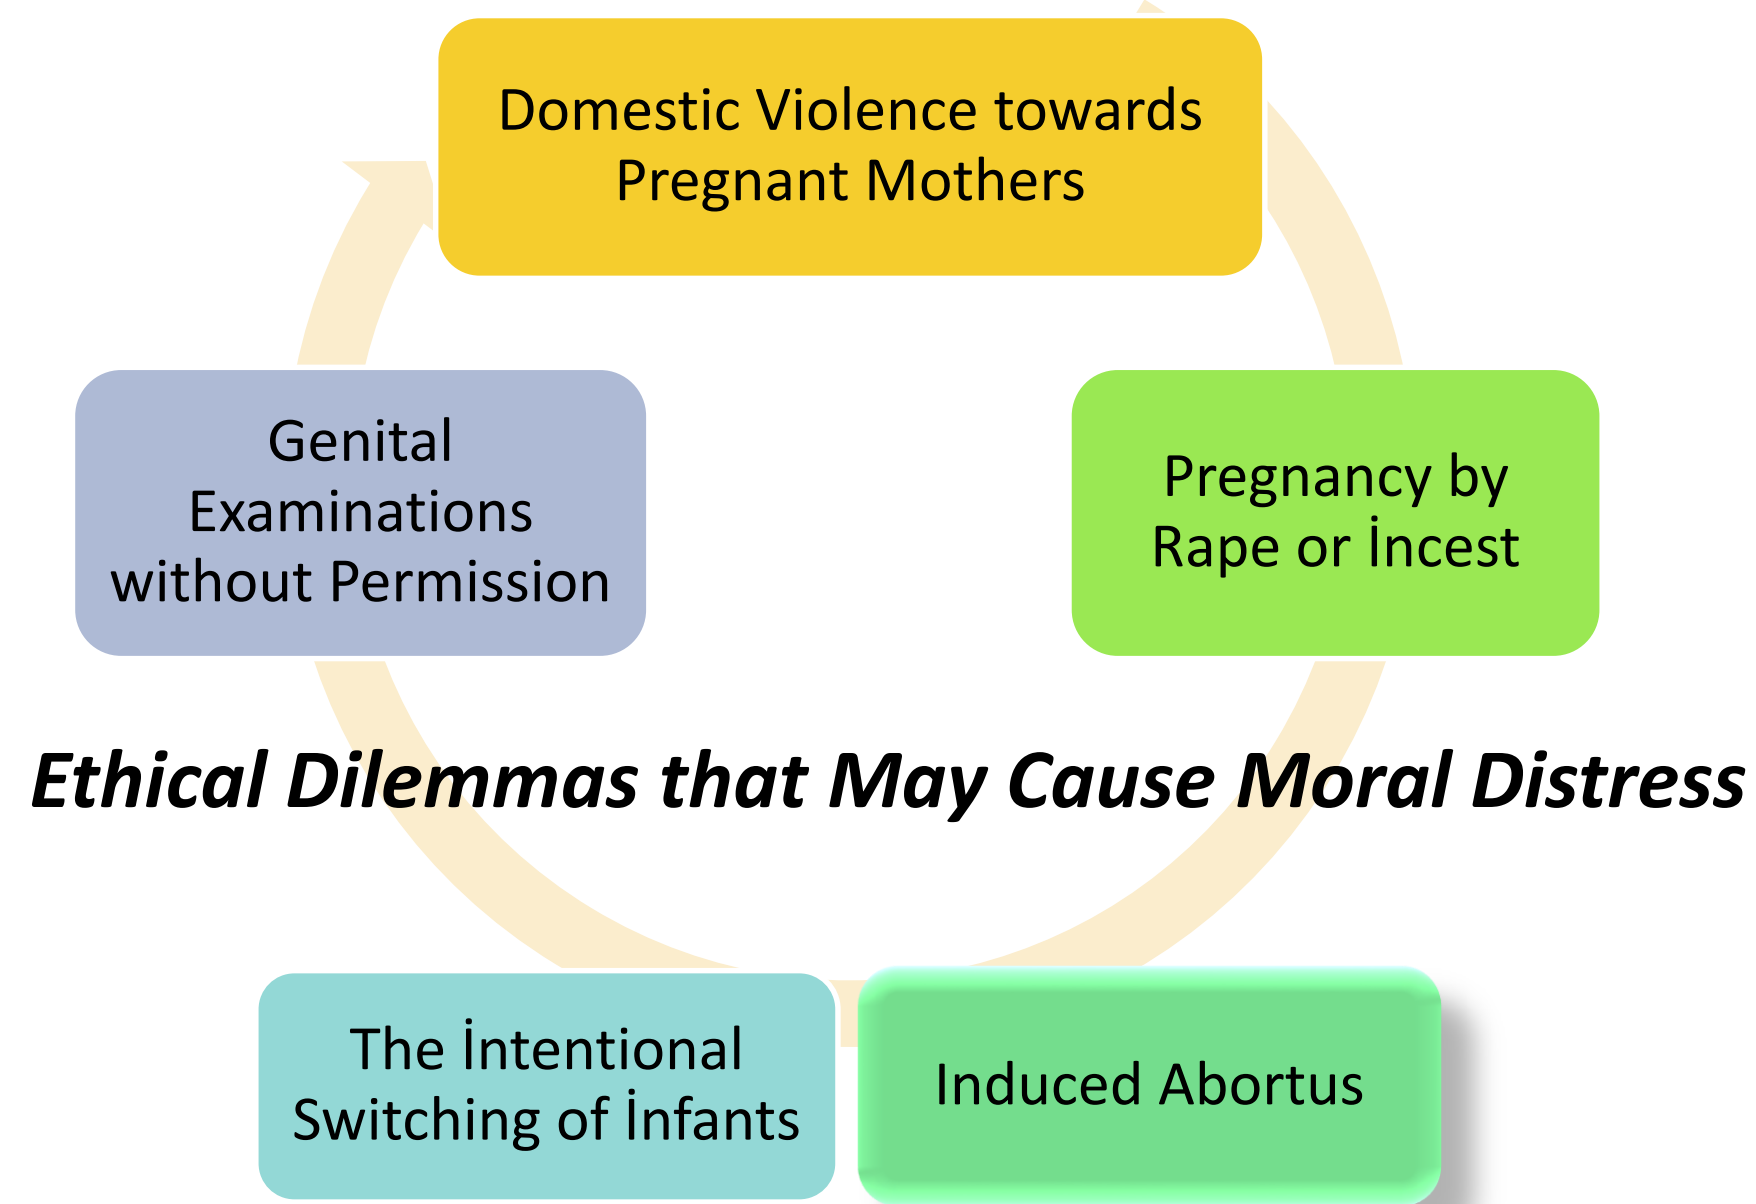 Domestic Violence towards
Pregnant Mothers
Genital
Examinations
without Permission
Pregnancy by
Rape or İncest
Ethical Dilemmas that May Cause Moral Distress
The İntentional
Switching of İnfants
Induced Abortus